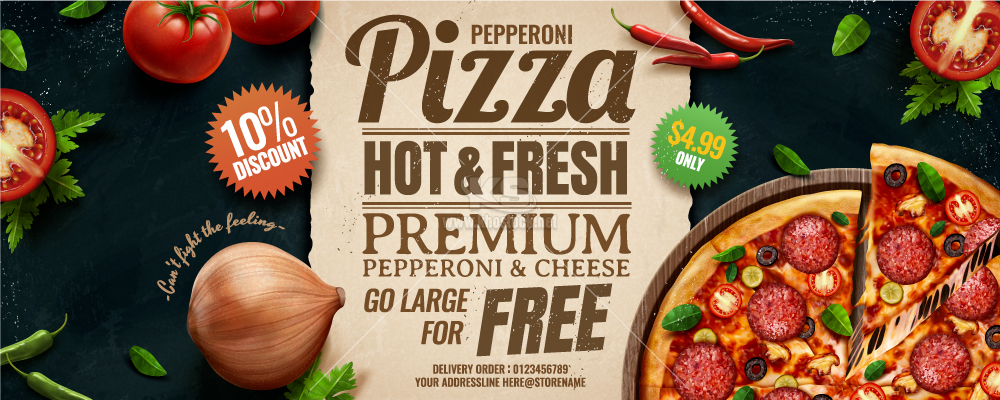 PEPPERONI
Pizza
HOT & FRESH
PREMIUM
PEPPERONI & CHEESE
GO LARGE
FOR
FREE
DELIVERY ORDER : 0123456789
YOUR ADDRESSLINE HERE@STORENAME
10%
DISCOUNT
$4.99
ONLY
-Can't fight the feeling-